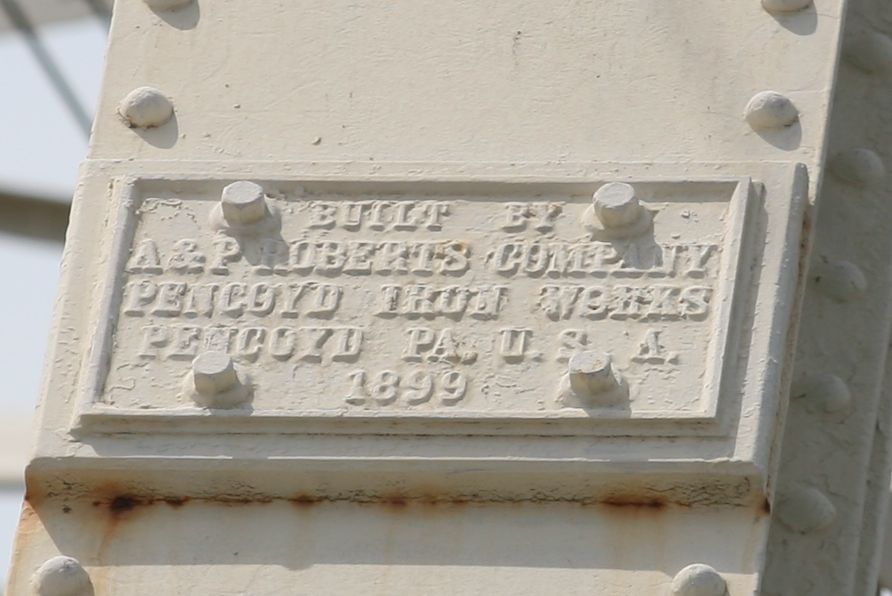 BUILT BY
A & P ROBERTS COMPANY
PENCOYD IRON WORKS
PENCOYD PA. U. S. A.
1899